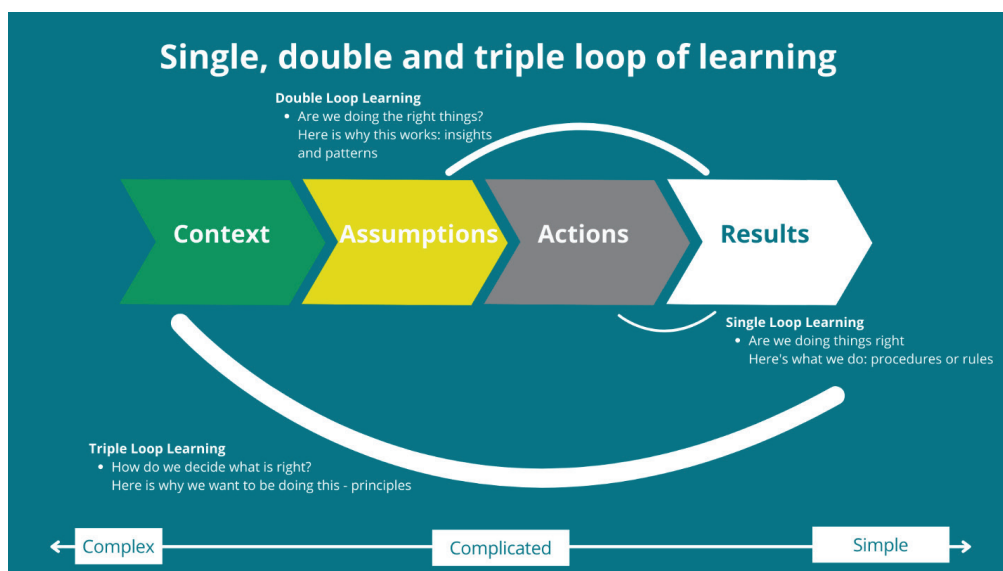 Single, double and triple loop of learning
Double Loop Learning
• Are we doing the right things?
Here is why this works: insights
and patterns
Context
Assumptions
Actions
Results
Single Loop Learning
• Are we doing things right
Here's what we do: procedures or rules
Triple Loop Learning
• How do we decide what is right?
Here is why we want to be doing this - principles
Complex
Complicated
Simple